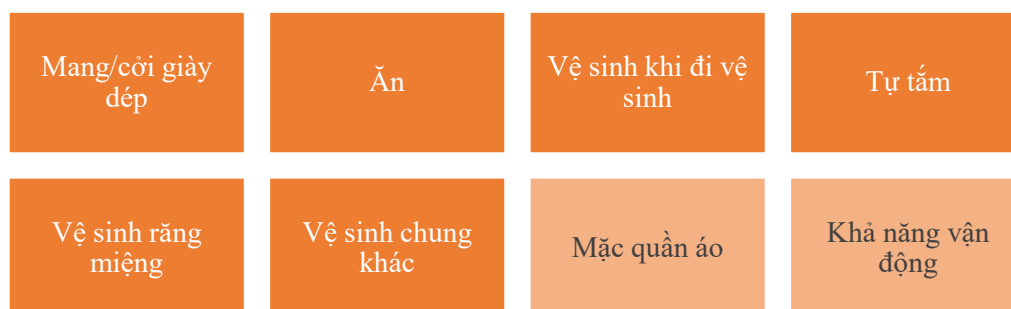 Mang/cởi giày
dép
Ăn
Vệ sinh khi đi vệ
sinh
Tự tắm
Vệ sinh răng
miệng
Vệ sinh chung
khác
Mặc quần áo
Khả năng vận
động